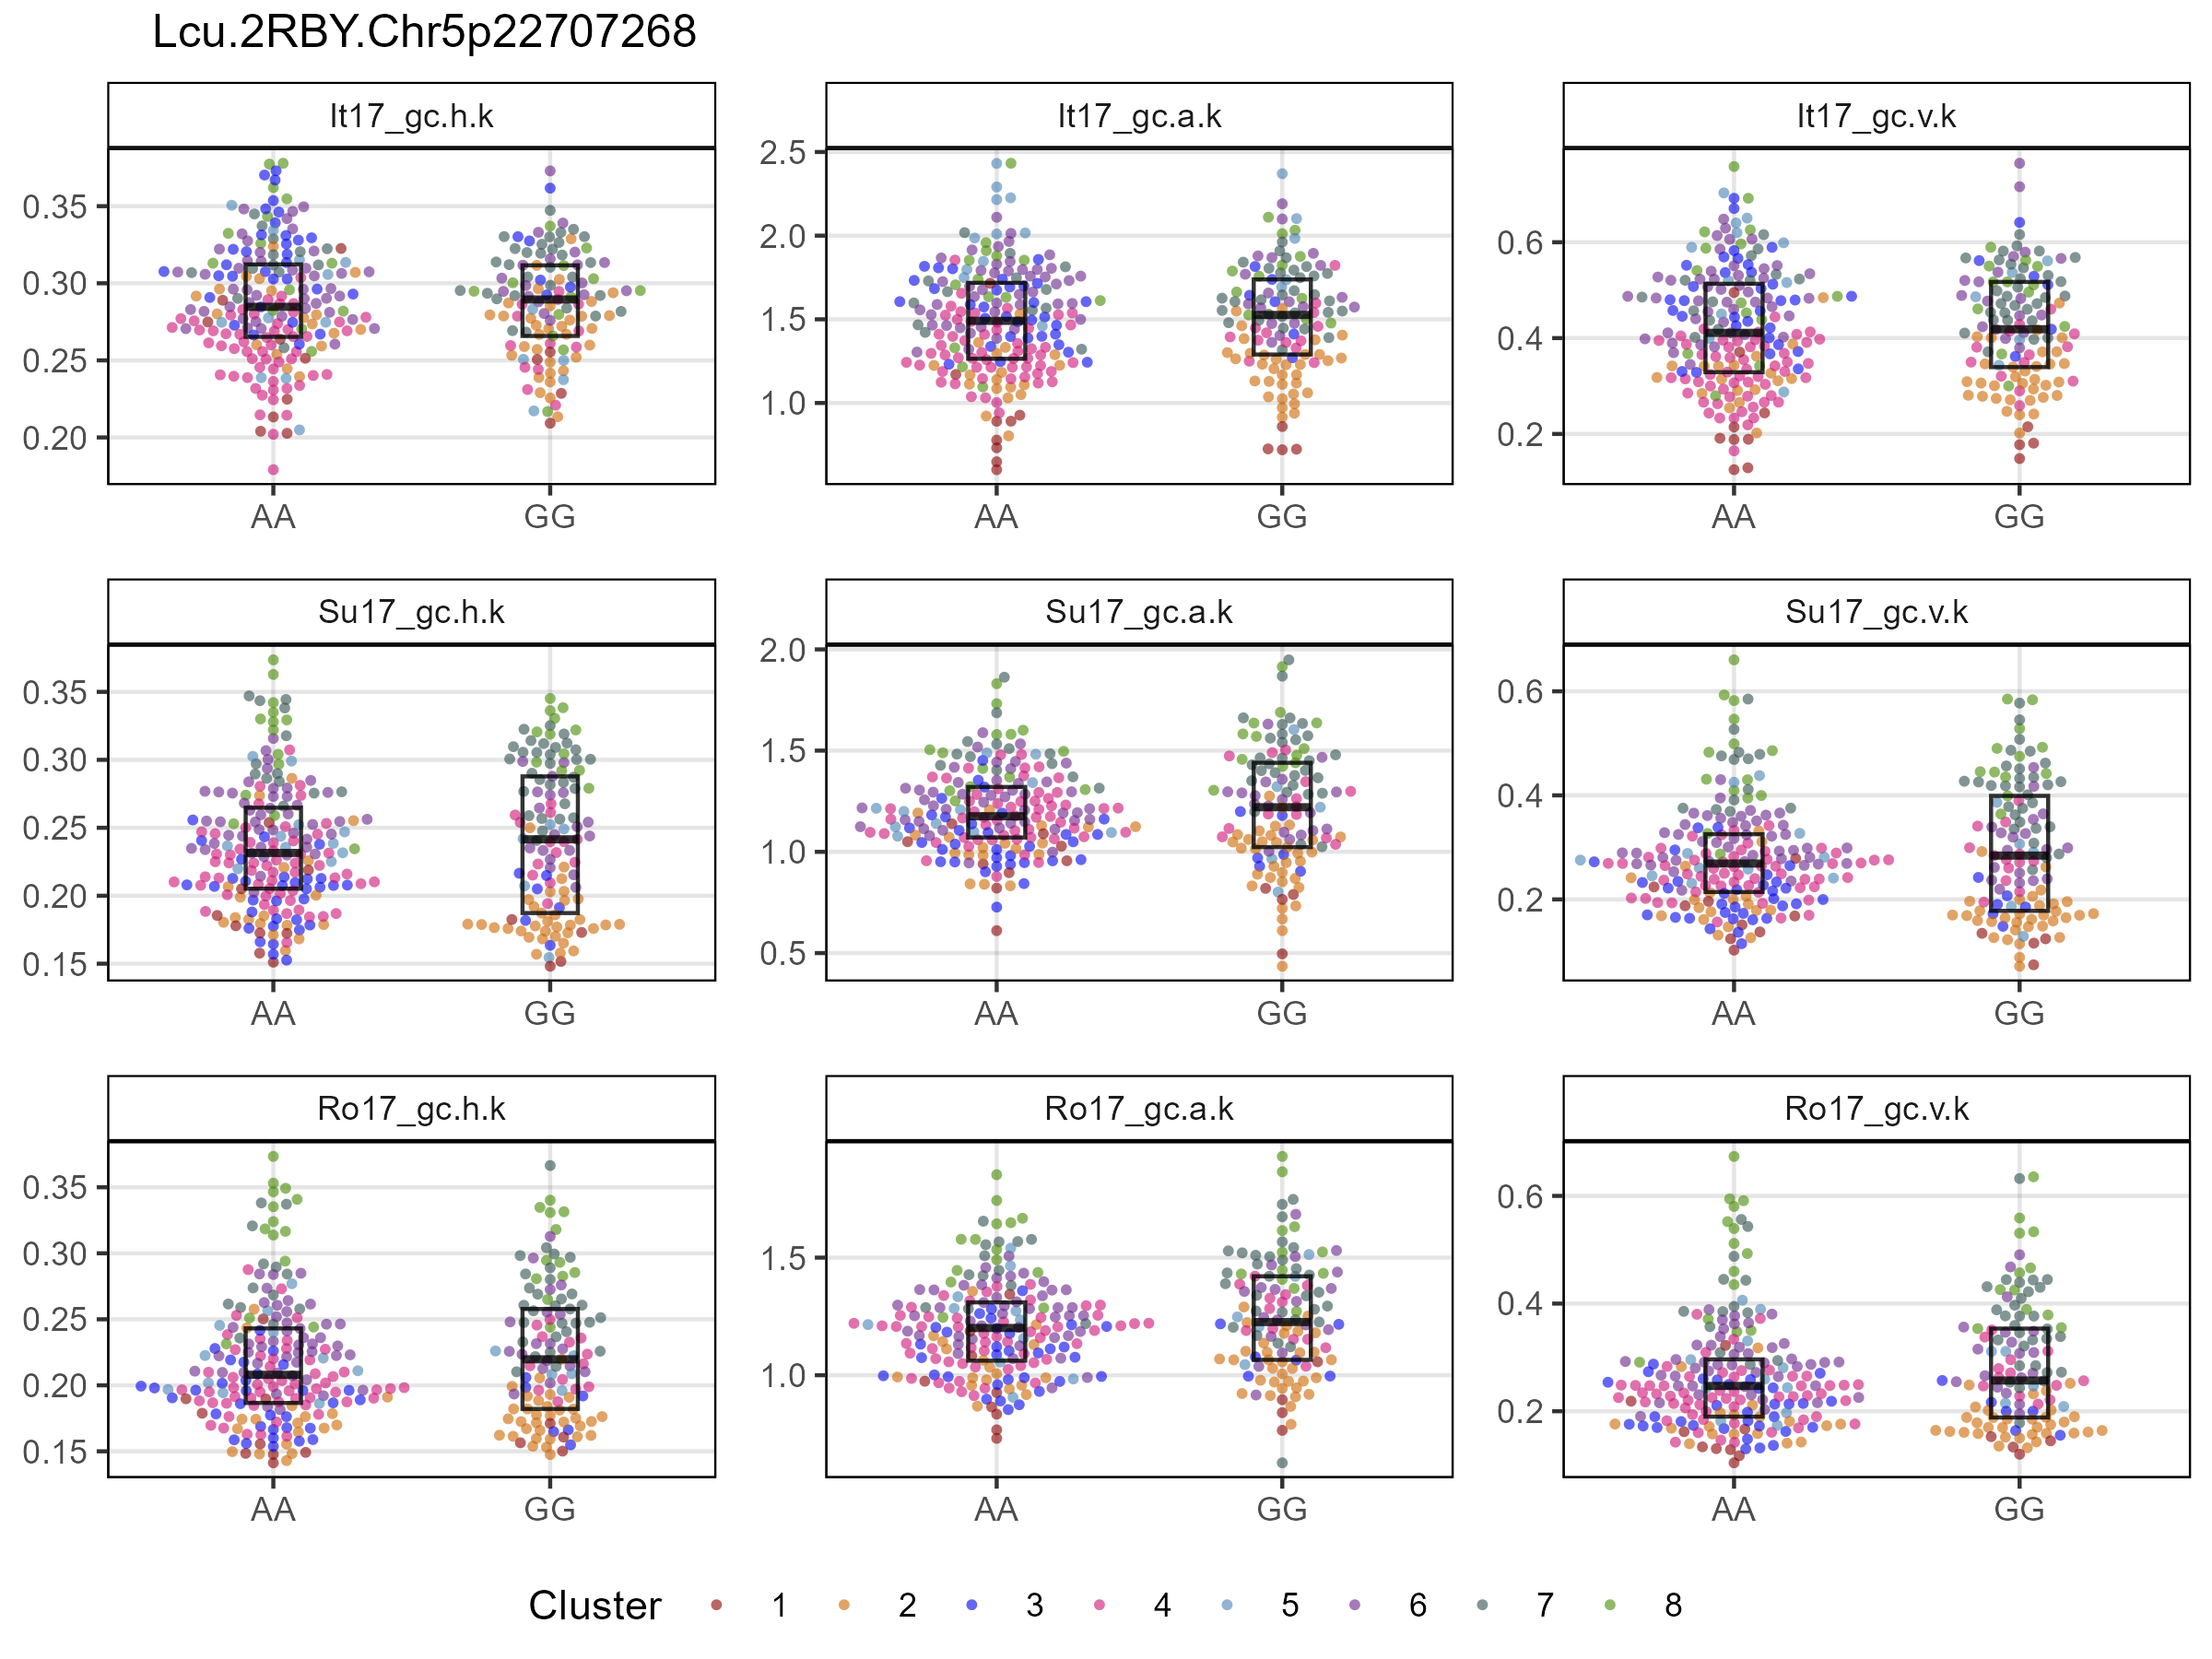 Lcu.2RBY.Chr5p22707268
It17_gc.h.k
It17_gc.a.k
It17_gc.v.k
0.35
0.30
0.25
0.20
AA
GG
2.5
2.0
1.5
1.0
AA
GG
0.6
0.4
0.2
AA
GG
Su17_gc.h.k
Su17_gc.a.k
Su17_gc.v.k
0.35
0.30
0.25
0.20
0.15
AA
GG
2.0
1.5
1.0
0.5
AA
GG
0.6
0.4
0.2
AA
GG
Ro17_gc.h.k
Ro17_gc.a.k
Ro17_gc.v.k
0.35
0.30
0.25
0.20
0.15
AA
GG
1.5
1.0
AA
GG
0.6
0.4
0.2
AA
GG
Cluster 1 2 3 4 5 6 7 8